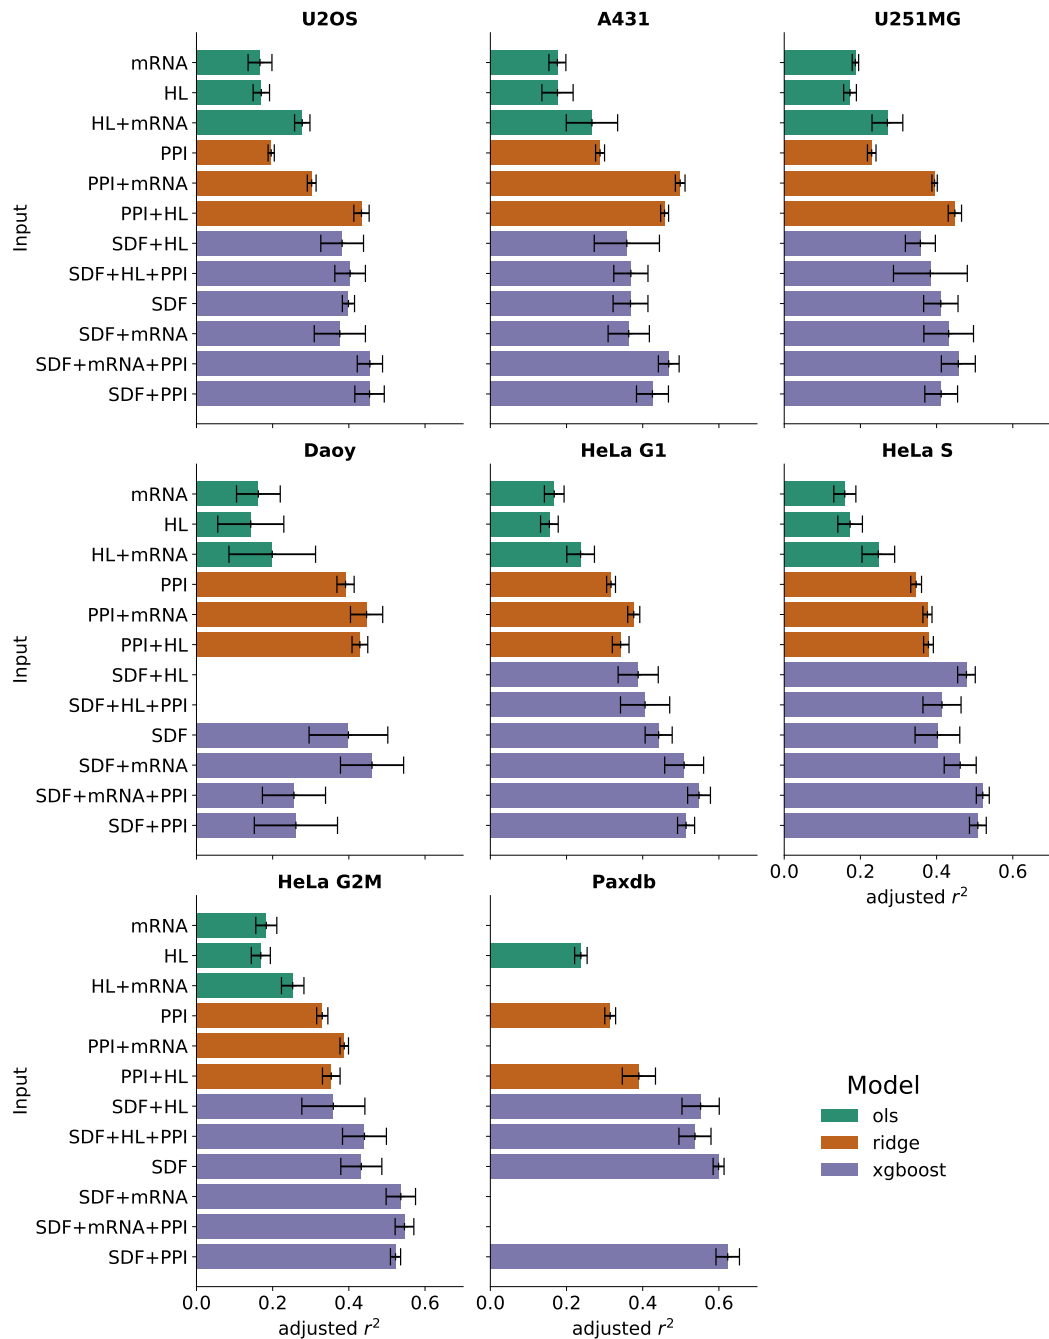 U2OS
A431
U251MG
Input
mRNA
HL
HL+mRNA
PPI
PPI+mRNA
PPI+HL
SDF+HL
SDF+HL+PPI
SDF
SDF+mRNA
SDF+mRNA+PPI
SDF+PPI
Daoy
HeLa G1
HeLa S
Input
mRNA
HL
HL+mRNA
PPI
PPI+mRNA
PPI+HL
SDF+HL
SDF+HL+PPI
SDF
SDF+mRNA
SDF+mRNA+PPI
SDF+PPI
0.0 0.2 0.4 0.6
adjusted r²
HeLa G2M
Paxdb
Input
mRNA
HL
HL+mRNA
PPI
PPI+mRNA
PPI+HL
SDF+HL
SDF+HL+PPI
SDF
SDF+mRNA
SDF+mRNA+PPI
SDF+PPI
0.0 0.2 0.4 0.6
adjusted r²
0.0 0.2 0.4 0.6
adjusted r²
Model
ols
ridge
xgboost